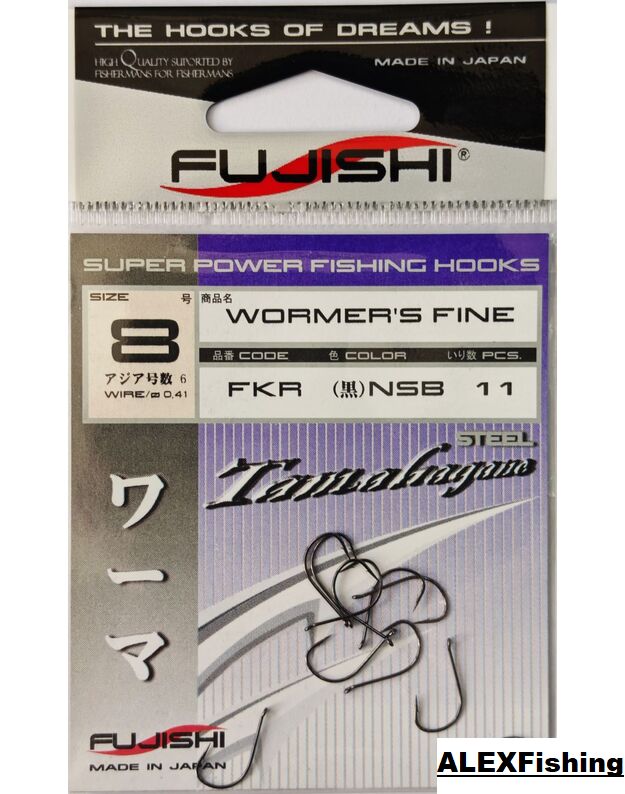 THE HOOKS OF DREAMS !
HIGH QUALITY SUPORTED BY
FISHERMANS FOR FISHERMANS
MADE IN JAPAN
FUJISHI®
SUPER POWER FISHING HOOKS
SIZE 号
8
アジア号数 6
WIRE/ø 0,41
商品名
WORMER'S FINE
品番 CODE 色 COLOR いり数 PCS.
FKR (黒)NSB 11
STEEL
Tamahagane
ワーマ
FUJISHI
MADE IN JAPAN
ALEXFishing